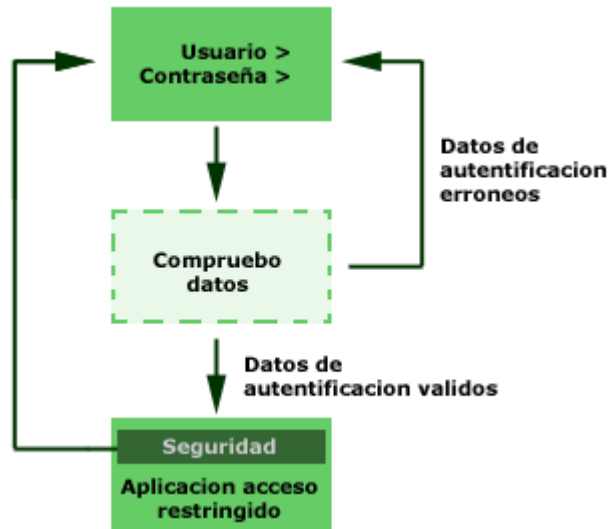 Usuario >
Contraseña >
Datos de
autentificacion
erroneos
Compruebo
datos
Datos de
autentificacion validos
Seguridad
Aplicacion acceso
restringido